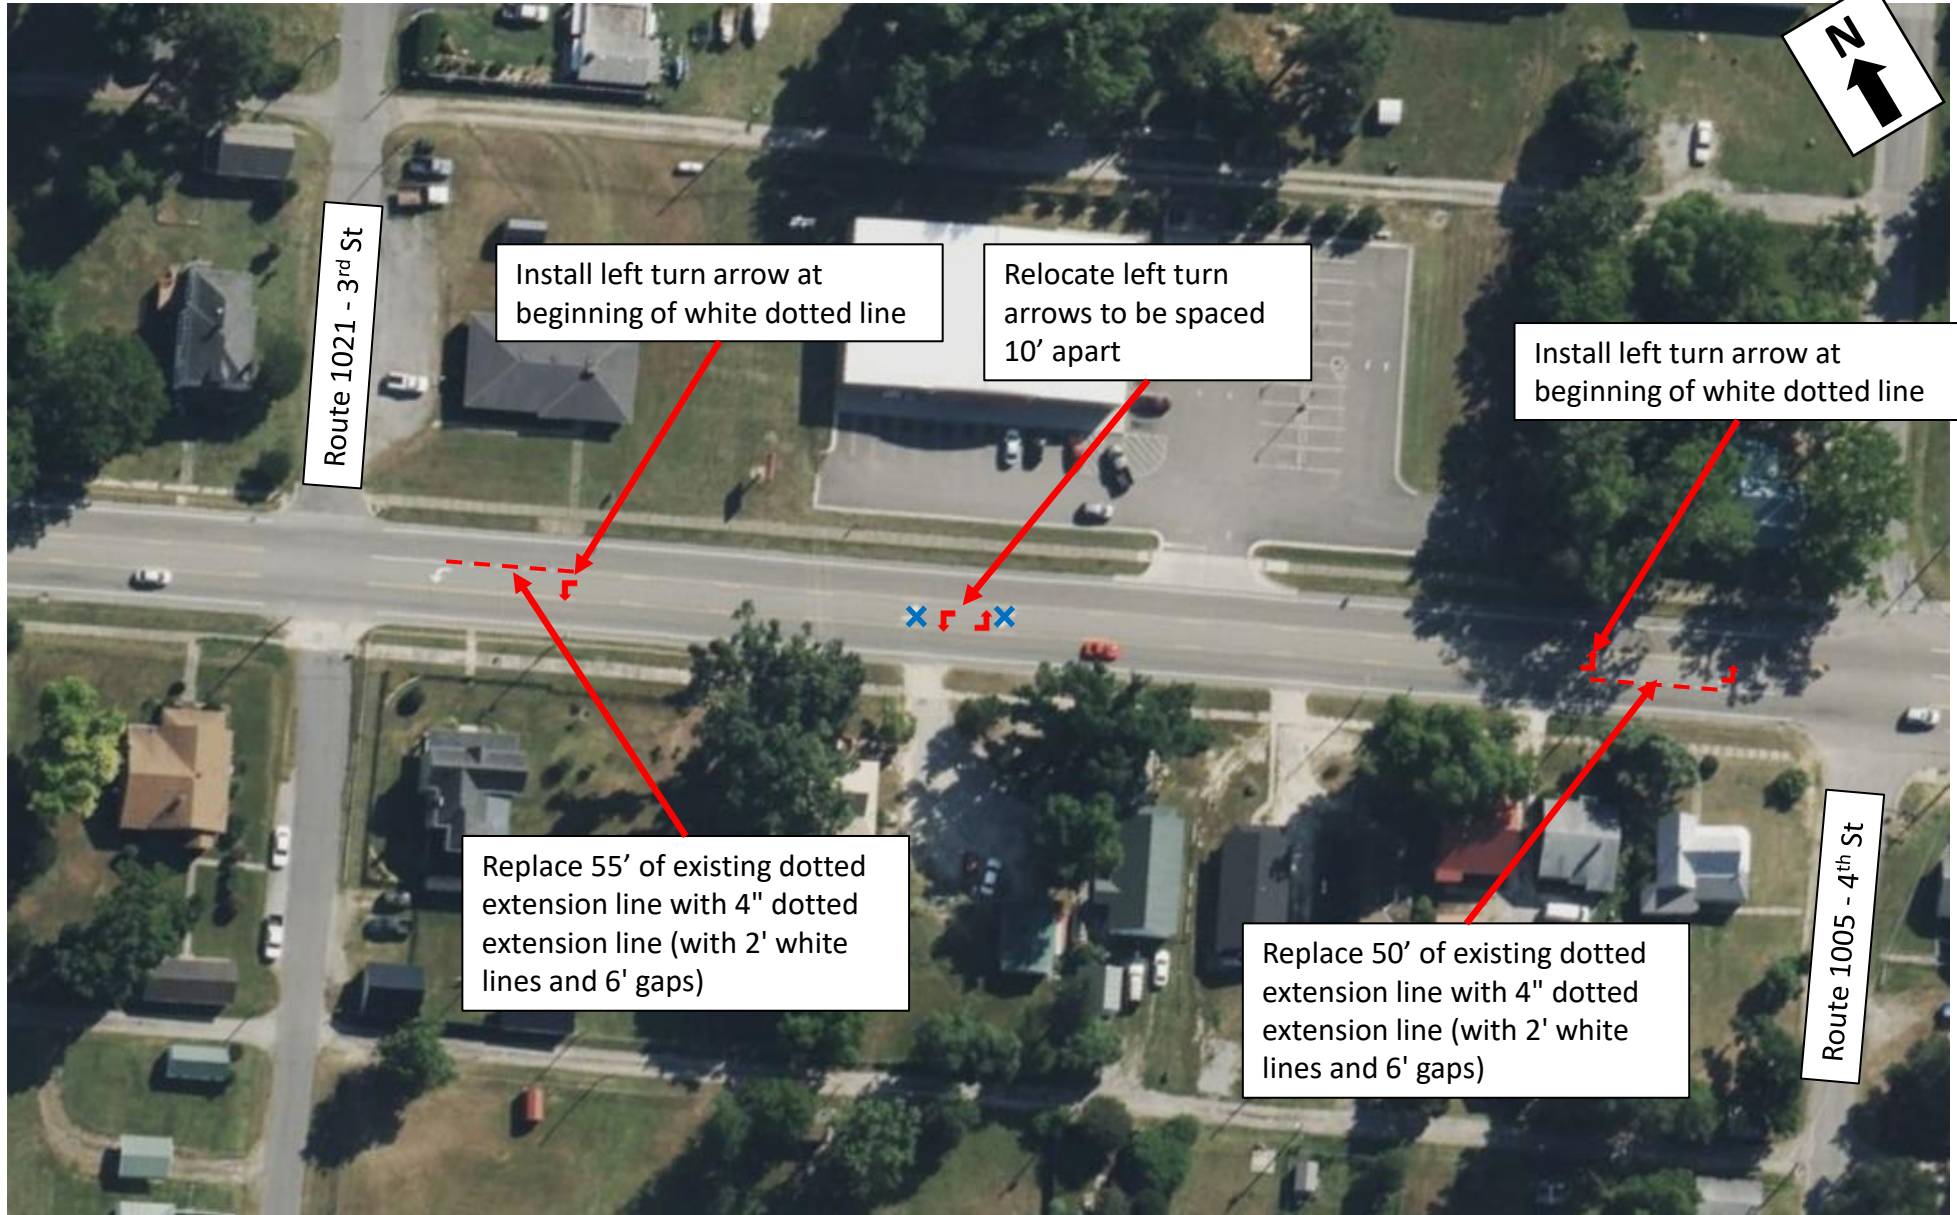 N
Route 1021 - 3rd St
Install left turn arrow at
beginning of white dotted line
Relocate left turn
arrows to be spaced
10’ apart
Install left turn arrow at
beginning of white dotted line
Replace 55’ of existing dotted
extension line with 4" dotted
extension line (with 2' white
lines and 6' gaps)
Replace 50’ of existing dotted
extension line with 4" dotted
extension line (with 2' white
lines and 6' gaps)
Route 1005 - 4th St